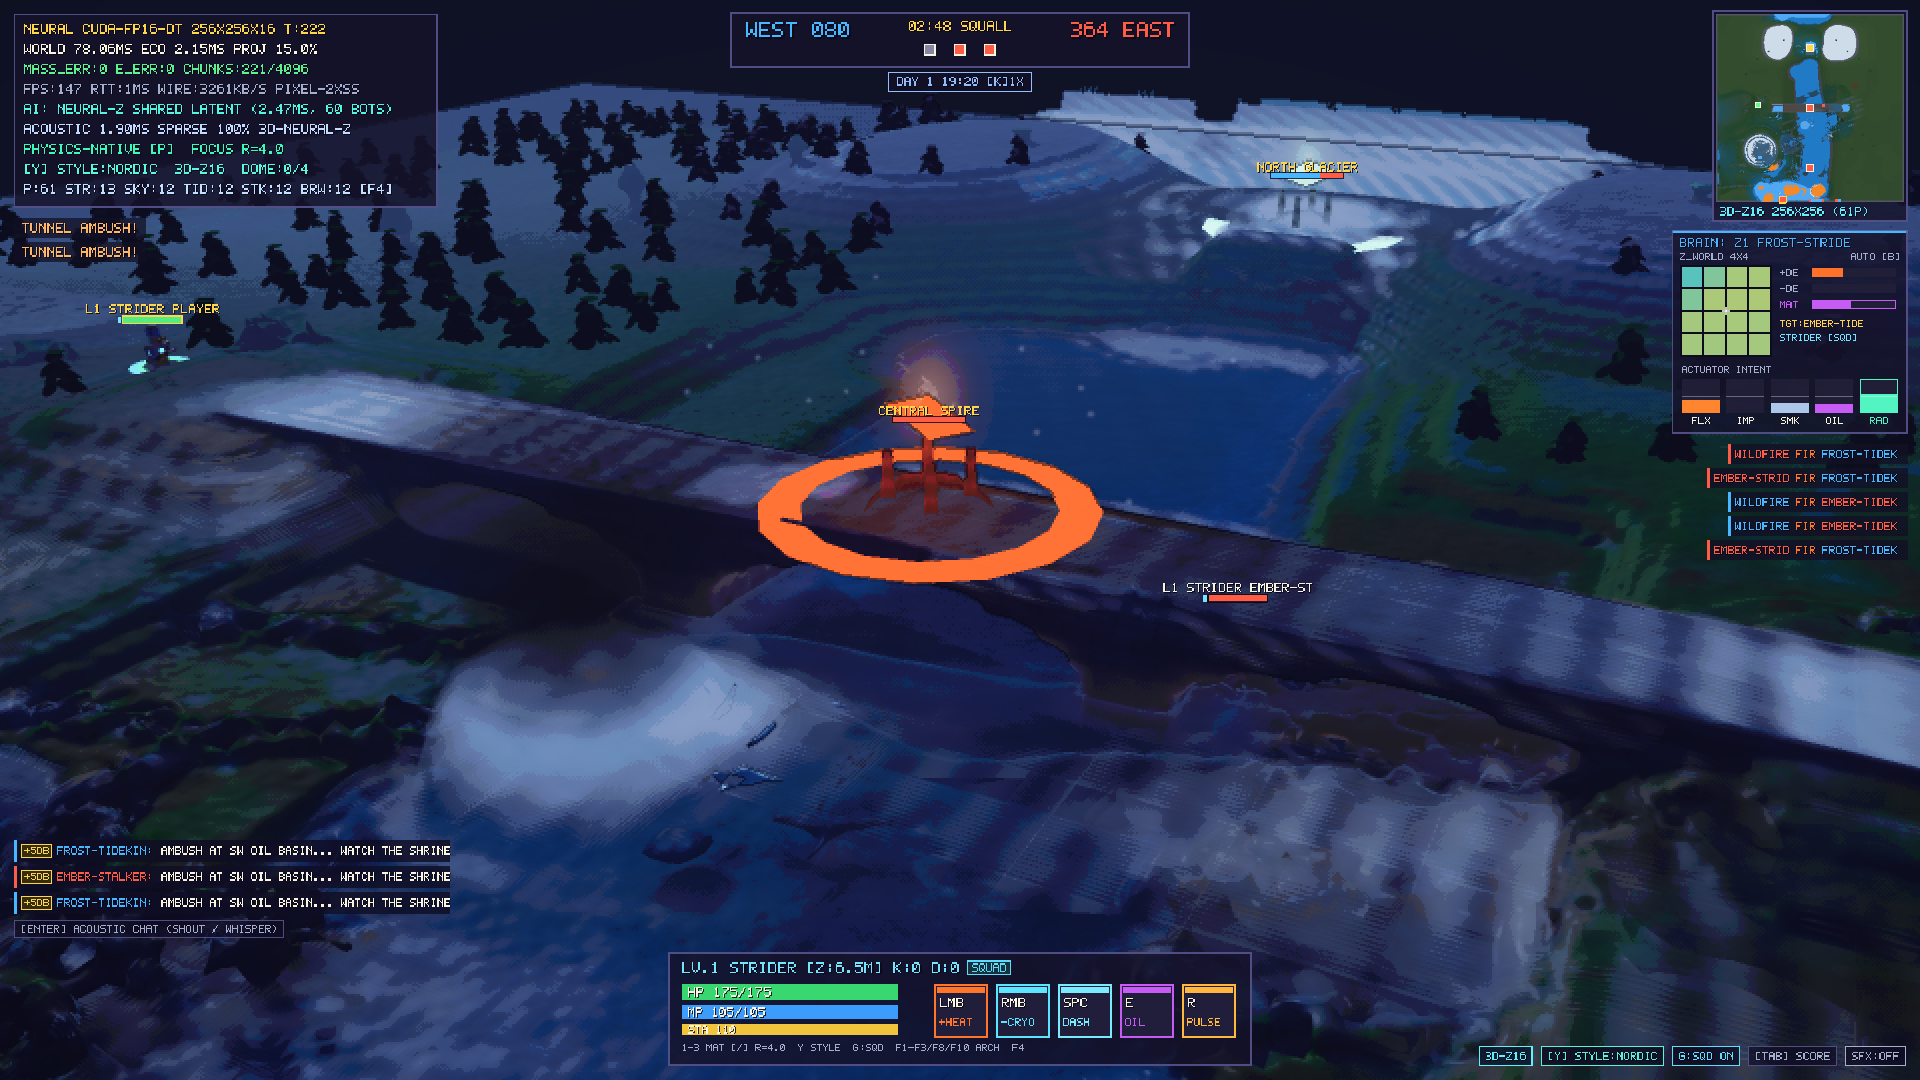 NEURAL CUDA-FP16-DT 256X256X16 T:222
WORLD 78.06MS ECO 2.15MS PROJ 15.0%
MASS_ERR:0 E_ERR:0 CHUNKS:221/4096
FPS:147 RTT:1MS WIRE:3261KB/S PIXEL-2XSS
AI: NEURAL-Z SHARED LATENT (2.47MS, 60 BOTS)
ACOUSTIC 1.90MS SPARSE 100% 3D-NEURAL-Z
PHYSICS-NATIVE [P] FOCUS R=4.0
[Y] STYLE:NORDIC 3D-Z16 DOME:0/4
P:61 STR:13 SKY:12 TID:12 STK:12 BRW:12 [F4]
TUNNEL AMBUSH!
TUNNEL AMBUSH!
WEST 080
02:48 SQUALL
364 EAST
DAY 1 19:20 [K]1X
3D-Z16 256X256 (61P)
BRAIN: Z1 FROST-STRIDE
Z_WORLD 4X4
AUTO [B]
+DE
-DE
MAT
TGT:EMBER-TIDE
STRIDER [SQD]
ACTUATOR INTENT
FLX IMP SMK OIL RAD
WILDFIRE FIR FROST-TIDEK
EMBER-STRID FIR FROST-TIDEK
WILDFIRE FIR EMBER-TIDEK
WILDFIRE FIR EMBER-TIDEK
EMBER-STRID FIR FROST-TIDEK
NORTH GLACIER
L1 STRIDER PLAYER
CENTRAL SPIRE
L1 STRIDER EMBER-ST
+5DB FROST-TIDEKIN: AMBUSH AT SW OIL BASIN... WATCH THE SHRINE
+5DB EMBER-STALKER: AMBUSH AT SW OIL BASIN... WATCH THE SHRINE
+5DB FROST-TIDEKIN: AMBUSH AT SW OIL BASIN... WATCH THE SHRINE
[ENTER] ACOUSTIC CHAT (SHOUT / WHISPER)
LV.1 STRIDER [Z:6.5M] K:0 D:0 SQUAD
HP 175/175
MP 105/105
STA 110
LMB +HEAT
RMB -CRYO
SPC DASH
E OIL
R PULSE
1-3 MAT [/] R=4.0 Y STYLE G:SQD F1-F3/F8/F10 ARCH F4
3D-Z16
[Y] STYLE:NORDIC
G:SQD ON
[TAB] SCORE
SFX:OFF